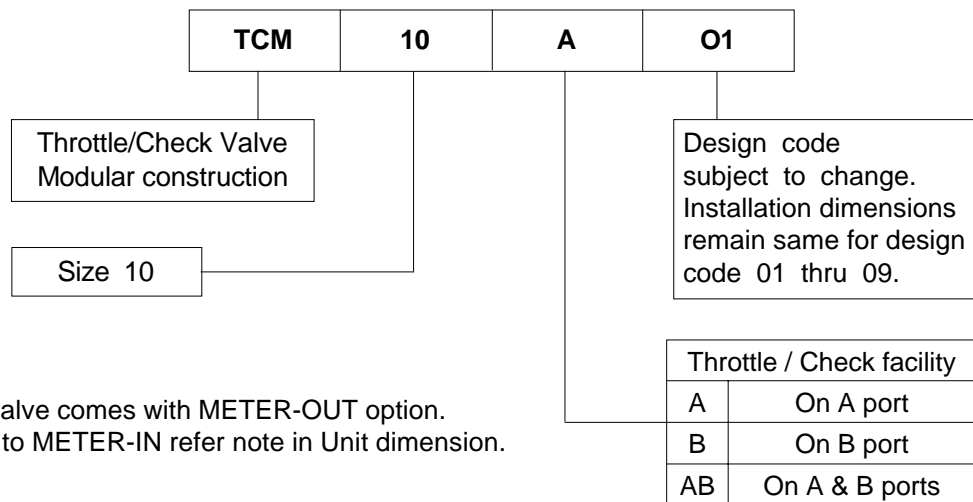 TCM 10 A O1
Throttle/Check Valve
Modular construction
Size 10
Design code
subject to change.
Installation dimensions
remain same for design
code 01 thru 09.
Throttle / Check facility
A On A port
B On B port
AB On A & B ports
valve comes with METER-OUT option.
to METER-IN refer note in Unit dimension.